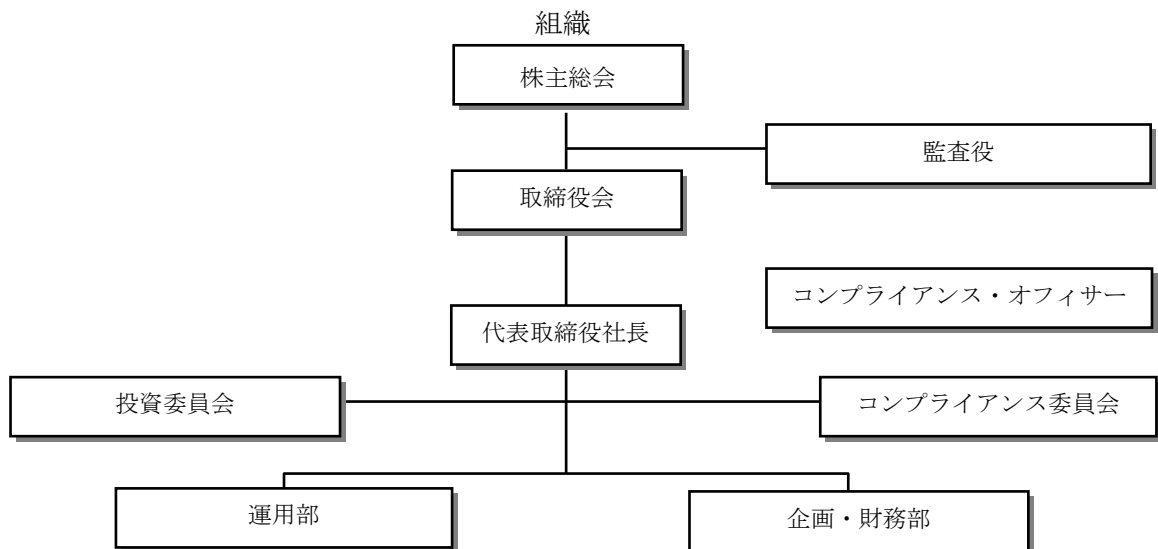 組織
株主総会
監査役
取締役会
コンプライアンス・オフィサー
代表取締役社長
投資委員会
コンプライアンス委員会
運用部
企画・財務部